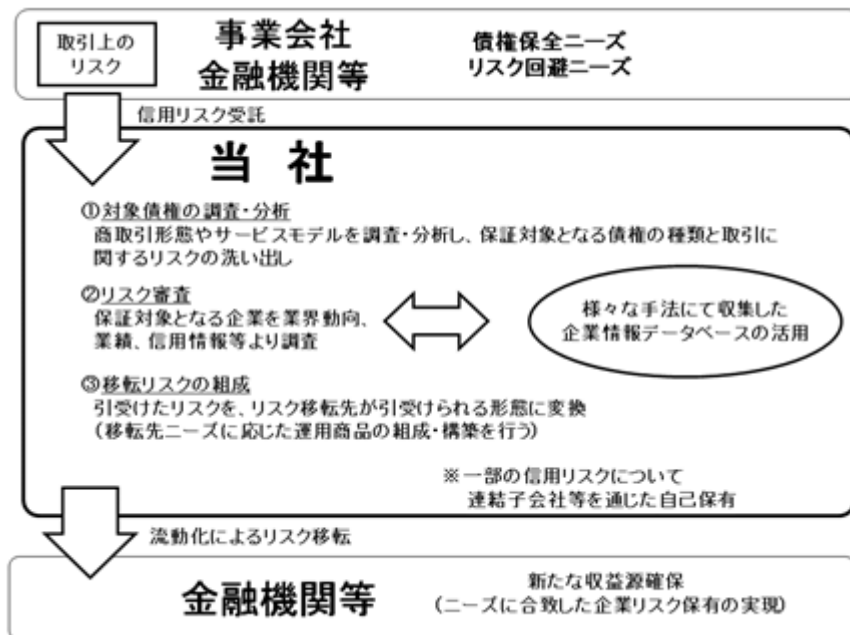 取引上の
リスク
事業会社
金融機関等
債権保全ニーズ
リスク回避ニーズ
信用リスク受託
当 社
①対象債権の調査・分析
商取引形態やサービスモデルを調査・分析し、保証対象となる債権の種類と取引に
関するリスクの洗い出し
②リスク審査
保証対象となる企業を業界動向、
業績、信用情報等より調査
様々な手法にて収集した
企業情報データベースの活用
③移転リスクの組成
引受けたリスクを、リスク移転先が引受けられる形態に変換
（移転先ニーズに応じた運用商品の組成・構築を行う）
※一部の信用リスクについて
連結子会社等を通じた自己保有
流動化によるリスク移転
金融機関等
新たな収益源確保
（ニーズに合致した企業リスク保有の実現）